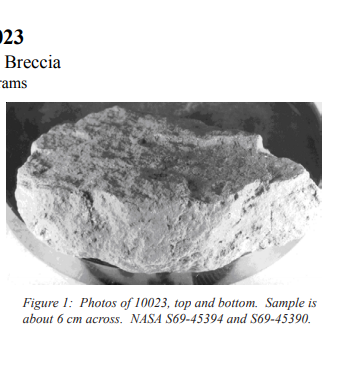 023
Breccia
rams
Figure 1: Photos of 10023, top and bottom. Sample is
about 6 cm across. NASA S69-45394 and S69-45390.